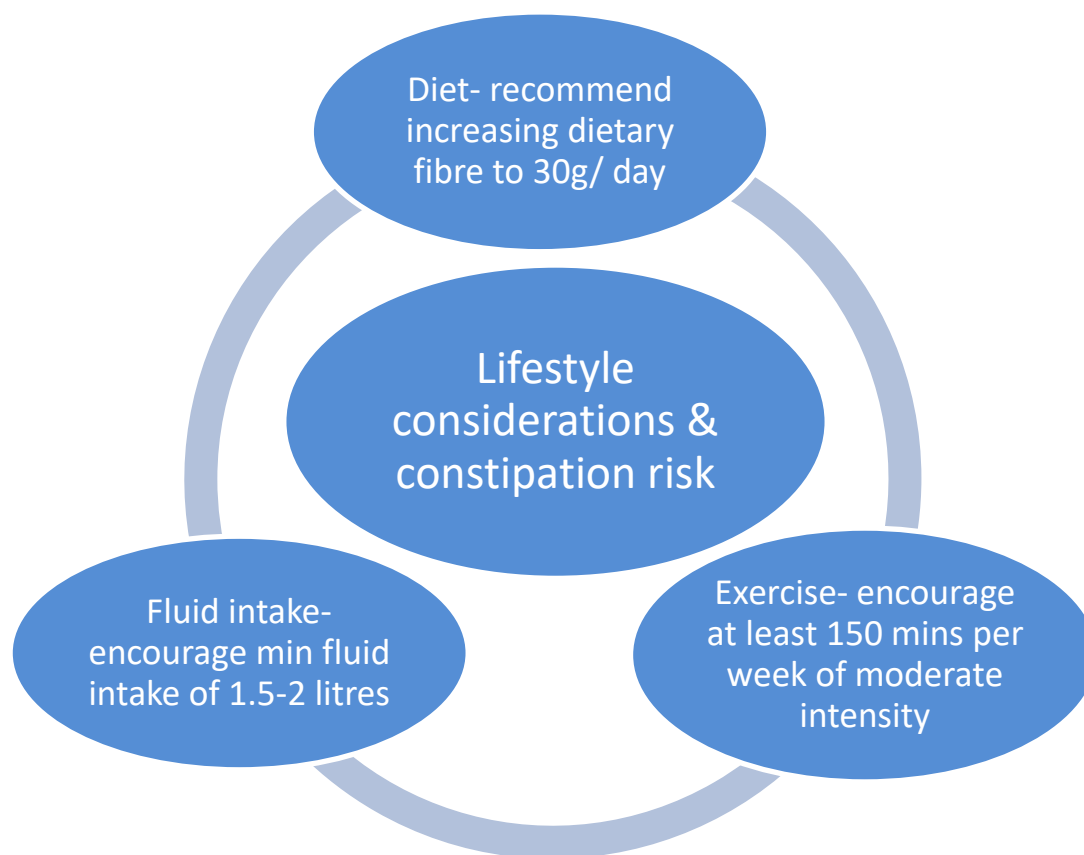 Diet- recommend
increasing dietary
fibre to 30g/ day
Lifestyle
considerations &
constipation risk
Fluid intake-
encourage min fluid
intake of 1.5-2 litres
Exercise- encourage
at least 150 mins per
week of moderate
intensity